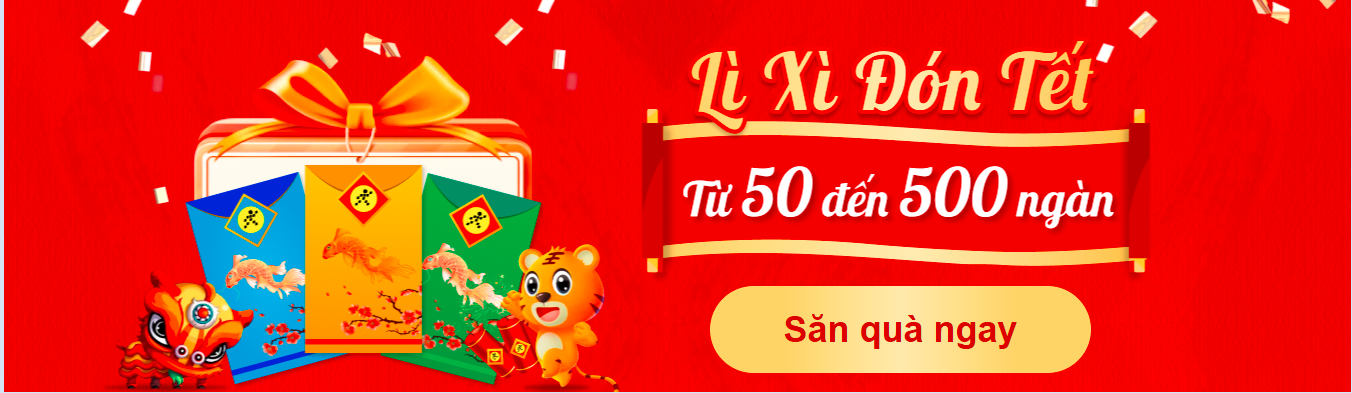 Lì Xì Đón Tết
Từ 50 đến 500 ngàn
Săn quà ngay